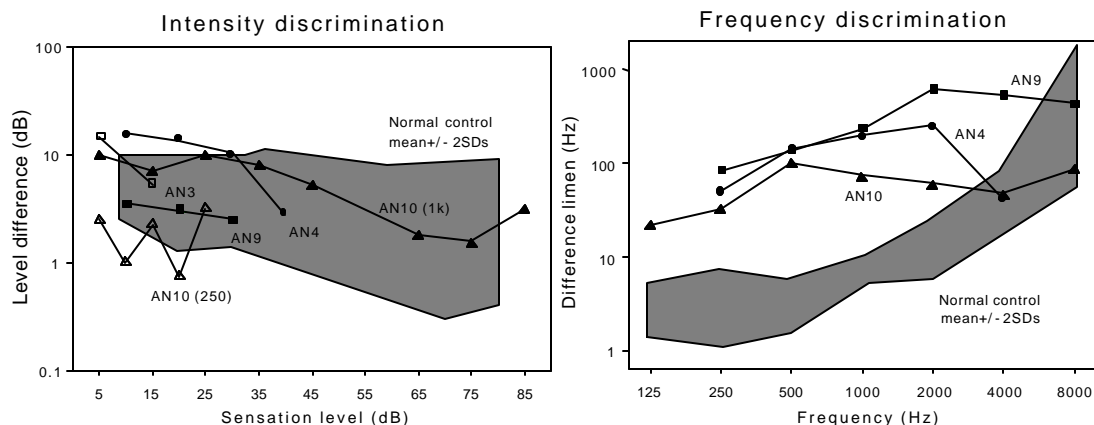 Intensity discrimination
100
10
1
0.1
Level difference (dB)
Normal control
mean+/- 2SDs
AN3
AN9
AN4
AN10 (1k)
AN10 (250)
5 15 25 35 45 55 65 75 85
Sensation level (dB)
Frequency discrimination
1000
100
10
1
Difference limen (Hz)
AN9
AN4
AN10
Normal control
mean+/-2SDs
125 250 500 1000 2000 4000 8000
Frequency (Hz)